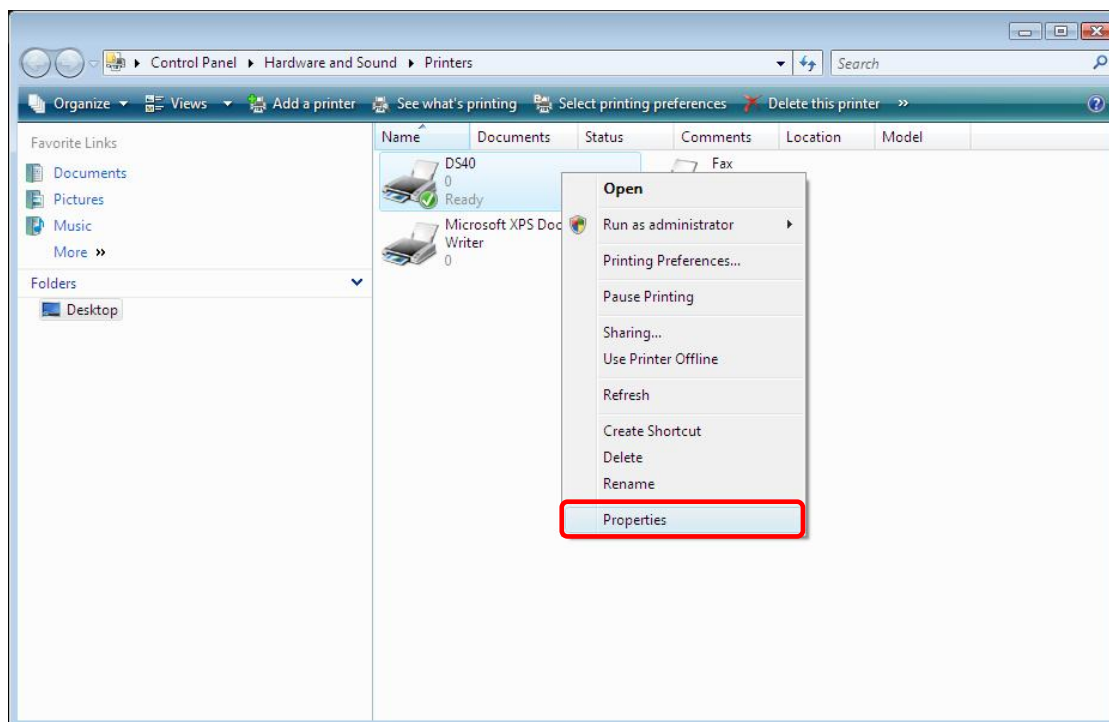 Control Panel Hardware and Sound Printers
Search
Organize Views Add a printer See what's printing Select printing preferences Delete this printer »
Favorite Links
Documents
Pictures
Music
More »
Folders
Desktop
Name Documents Status Comments Location Model
DS40
0
Ready
Fax
Microsoft XPS Doc
Writer
0
Open
Run as administrator
Printing Preferences...
Pause Printing
Sharing...
Use Printer Offline
Refresh
Create Shortcut
Delete
Rename
Properties